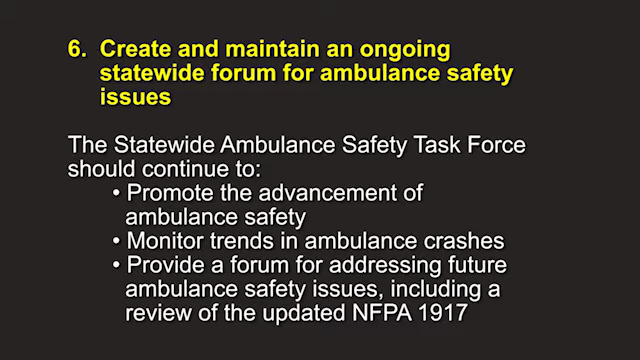 6. Create and maintain an ongoing
statewide forum for ambulance safety
issues
The Statewide Ambulance Safety Task Force
should continue to:
• Promote the advancement of
ambulance safety
• Monitor trends in ambulance crashes
• Provide a forum for addressing future
ambulance safety issues, including a
review of the updated NFPA 1917